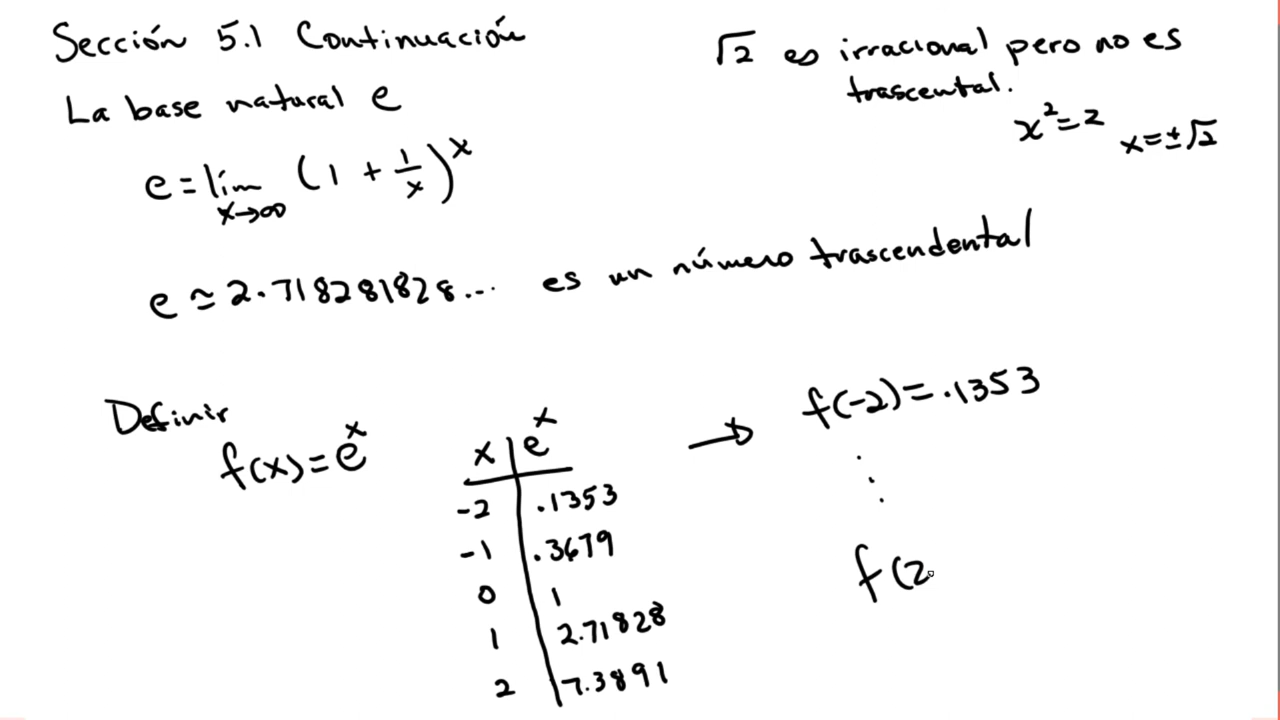 Sección 5.1 Continuación
La base natural e
e = lim (1 + 1/x)^x
x→∞
√2 es irracional pero no es
trascental.
x² = 2
x = ±√2
e ≃ 2.718281828... es un número trascendental
Definir
f(x) = e^x
x | e^x
-2 | .1353
-1 | .3679
0 | 1
1 | 2.71828
2 | 7.3891
→ f(-2) = .1353
⋮
f(2